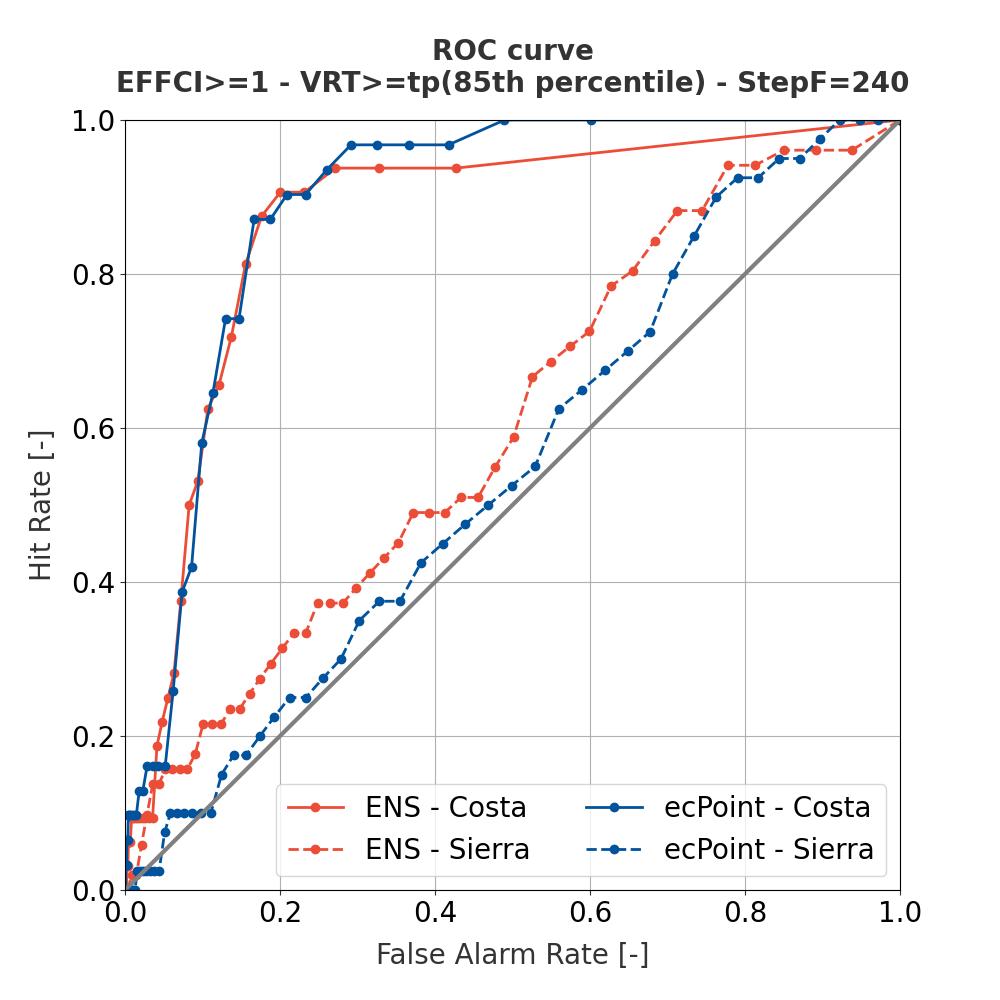 ROC curve
EFFCI>=1 - VRT>=tp(85th percentile) - StepF=240
1.0
0.8
0.6
0.4
0.2
0.0
Hit Rate [-]
ENS - Costa
ENS - Sierra
ecPoint - Costa
ecPoint - Sierra
0.0 0.2 0.4 0.6 0.8 1.0
False Alarm Rate [-]